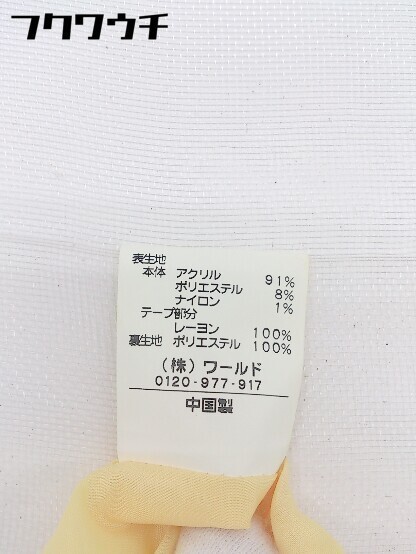 フクワウチ
表生地
本体 アクリル 91%
ポリエステル 8%
ナイロン 1%
テープ部分
レーヨン 100%
裏生地 ポリエステル 100%
(株) ワールド
0120-977-917
中国製